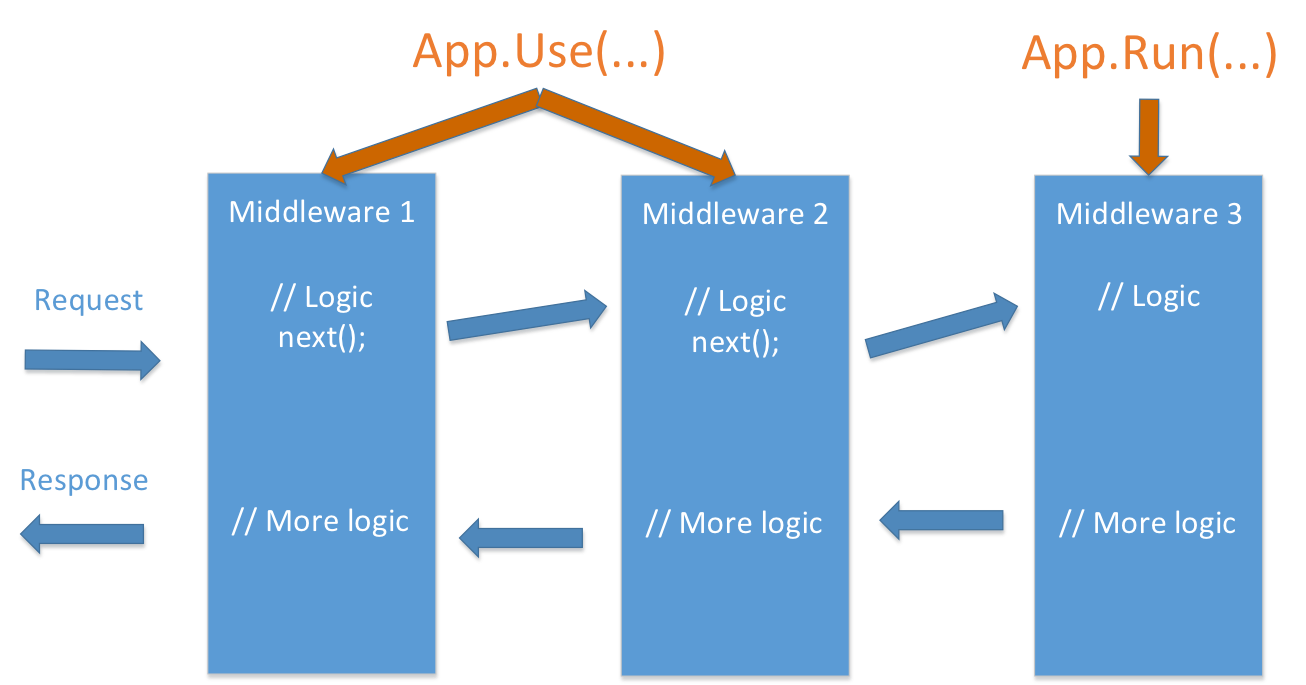 App.Use(...)
App.Run(...)
Middleware 1
// Logic
next();
// More logic
Middleware 2
// Logic
next();
// More logic
Middleware 3
// Logic
// More logic
Request
Response